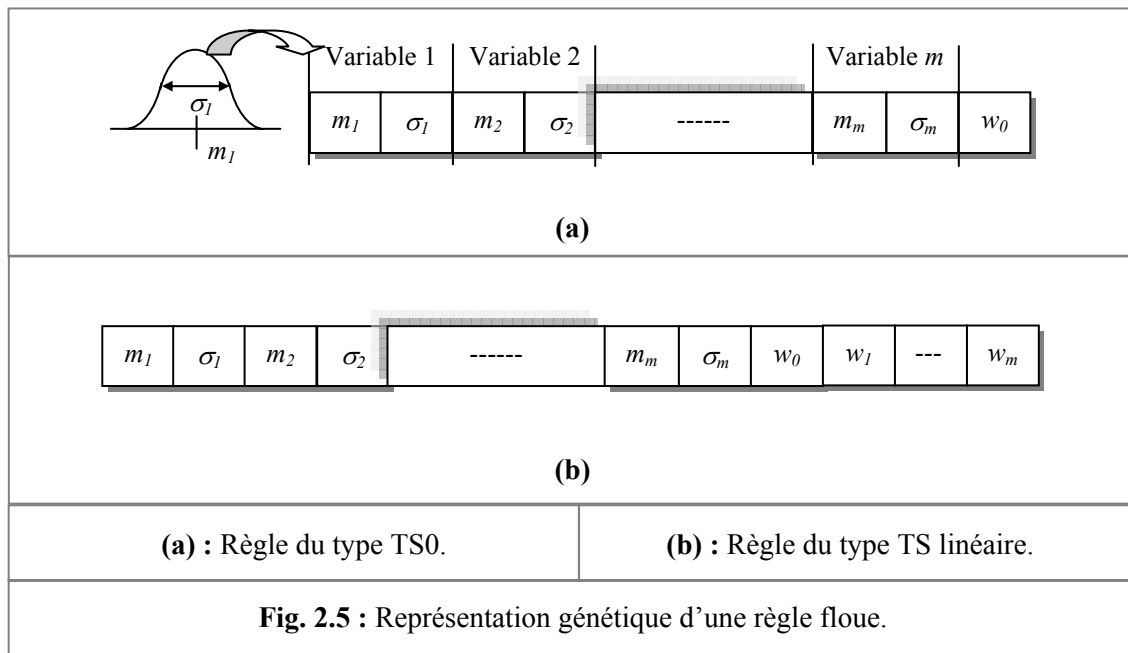 Variable 1 Variable 2 Variable m
σ1 m1 σ1 m2 σ2 ------ mm σm w0
m1
(a)
m1 σ1 m2 σ2 ------ mm σm w0 w1 --- wm
(b)
(a) : Règle du type TS0. (b) : Règle du type TS linéaire.
Fig. 2.5 : Représentation génétique d’une règle floue.